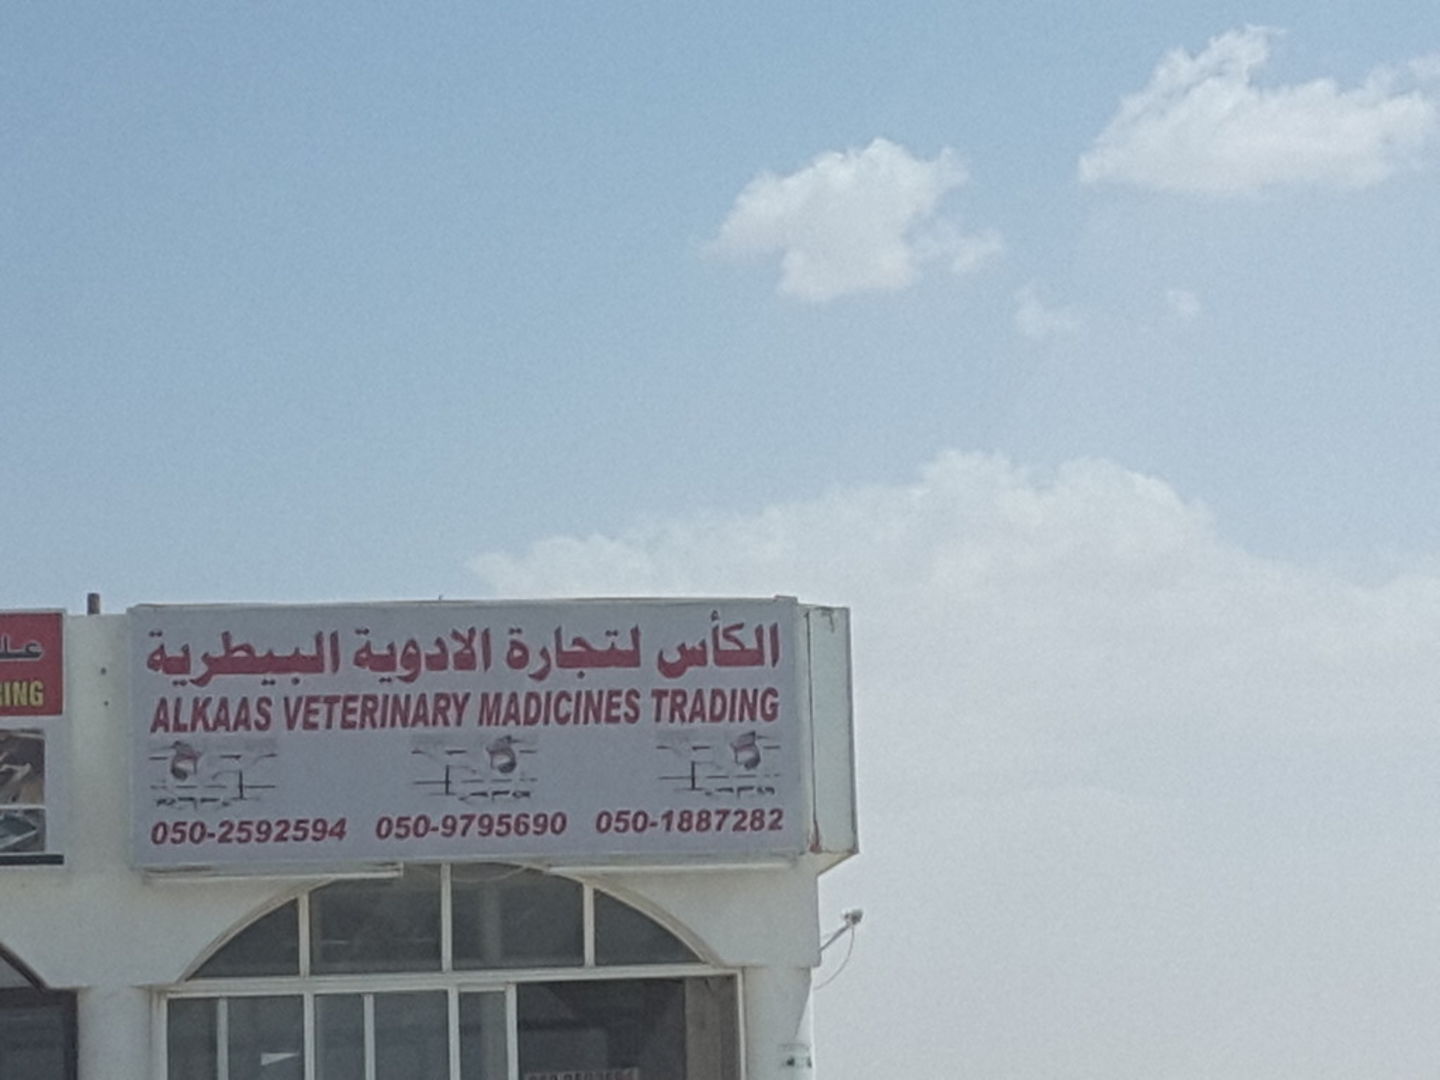 الكأس لتجارة الادوية البيطرية
ALKAAS VETERINARY MADICINES TRADING
050-2592594 050-9795690 050-1887282